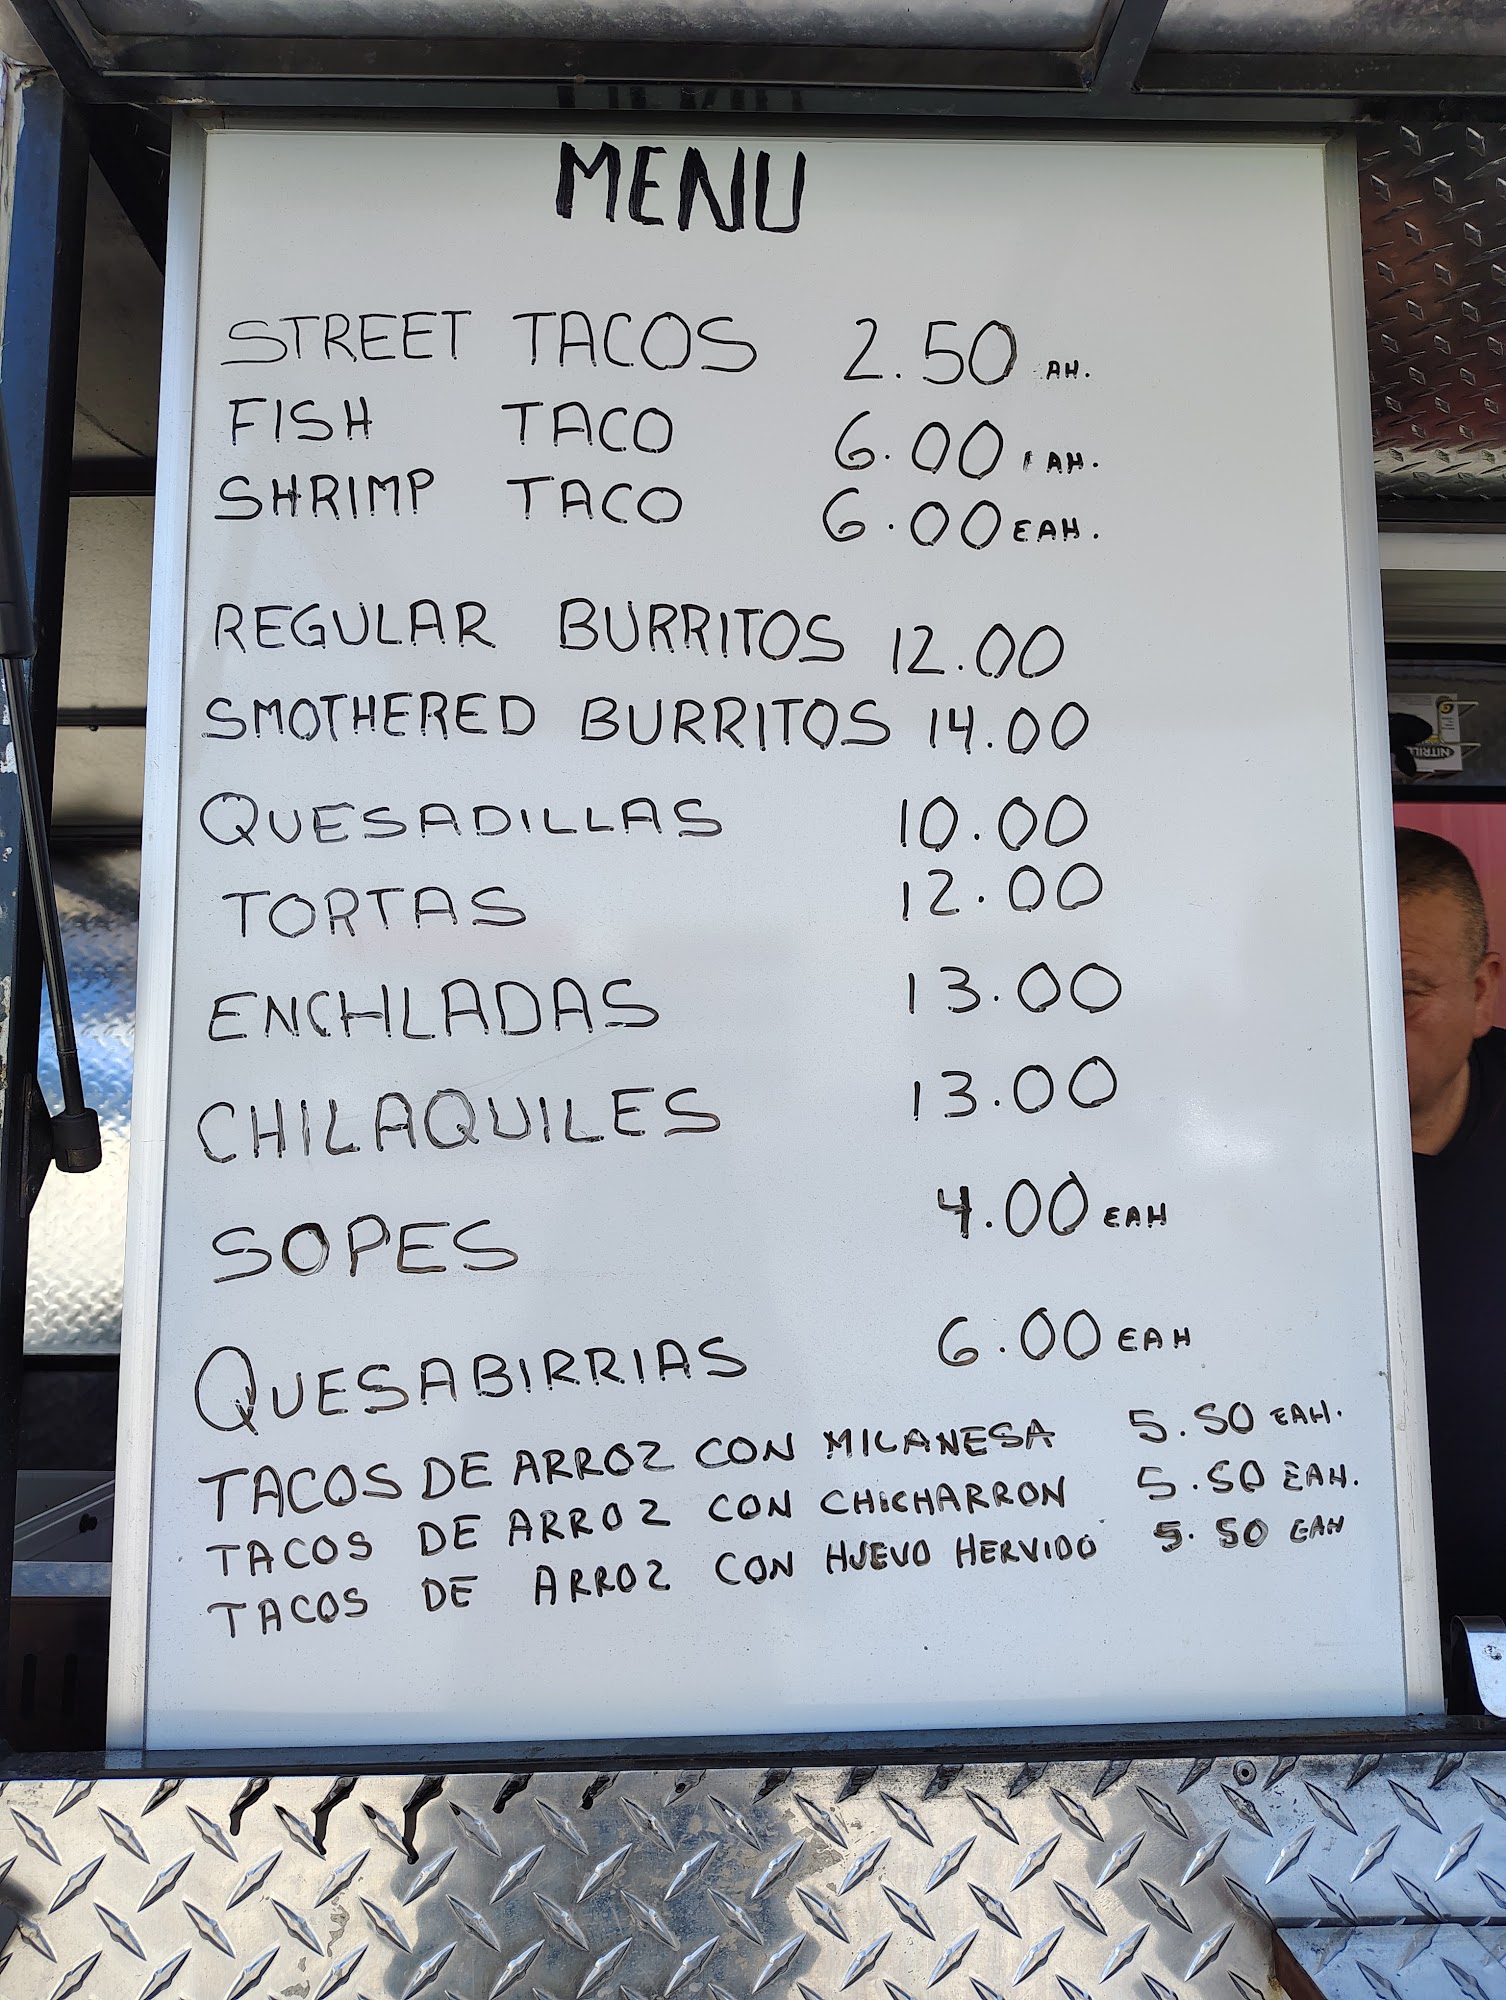 MENU
STREET TACOS 2.50 AH.
FISH TACO 6.00 AH.
SHRIMP TACO 6.00 EAH.
REGULAR BURRITOS 12.00
SMOTHERED BURRITOS 14.00
QUESADILLAS 10.00
TORTAS 12.00
ENCHLADAS 13.00
CHILAQUILES 13.00
SOPES 4.00 EAH
QUESABIRRIAS 6.00 EAH
TACOS DE ARROZ CON MILANESA 5.50 EAH.
TACOS DE ARROZ CON CHICHARRON 5.50 EAH.
TACOS DE ARROZ CON HUEVO HERVIDO 5.50 EAH
NITRILE